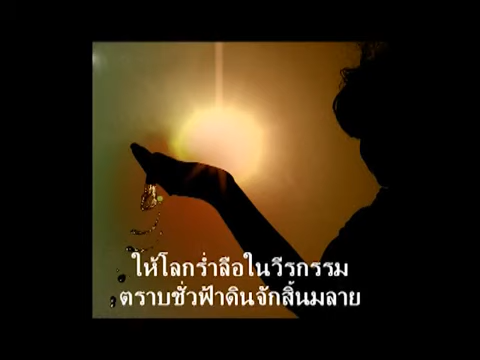 ให้โลกร่ำลือในวีรกรรม
ตราบชั่วฟ้าดินจักสิ้นมลาย